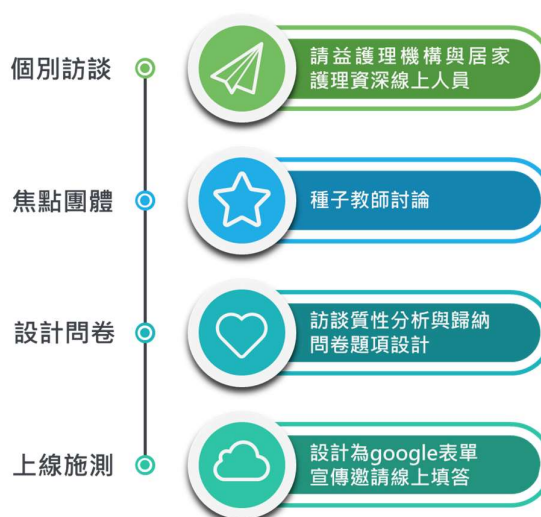 個別訪談
請益護理機構與居家
護理資深線上人員
焦點團體
種子教師討論
設計問卷
訪談質性分析與歸納
問卷題項設計
上線施測
設計為google表單
宣傳邀請線上填答